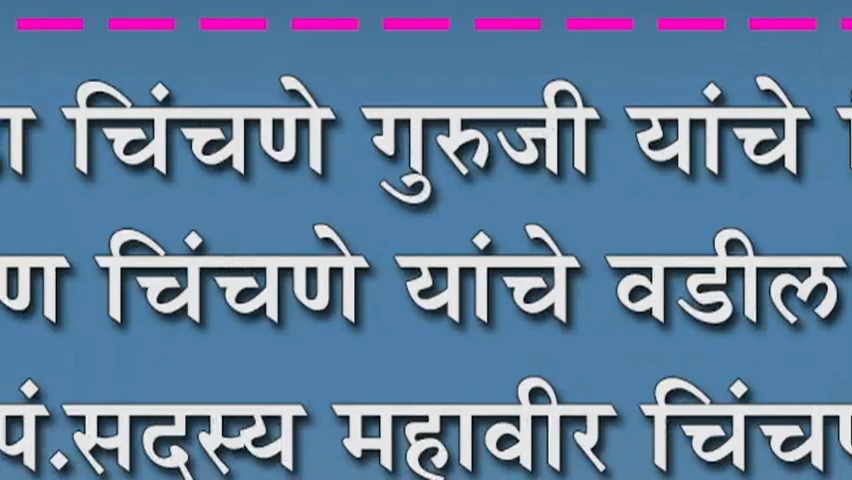 चिंचणे गुरुजी यांचे
चिंचणे यांचे वडील
पं.सदस्य महावीर